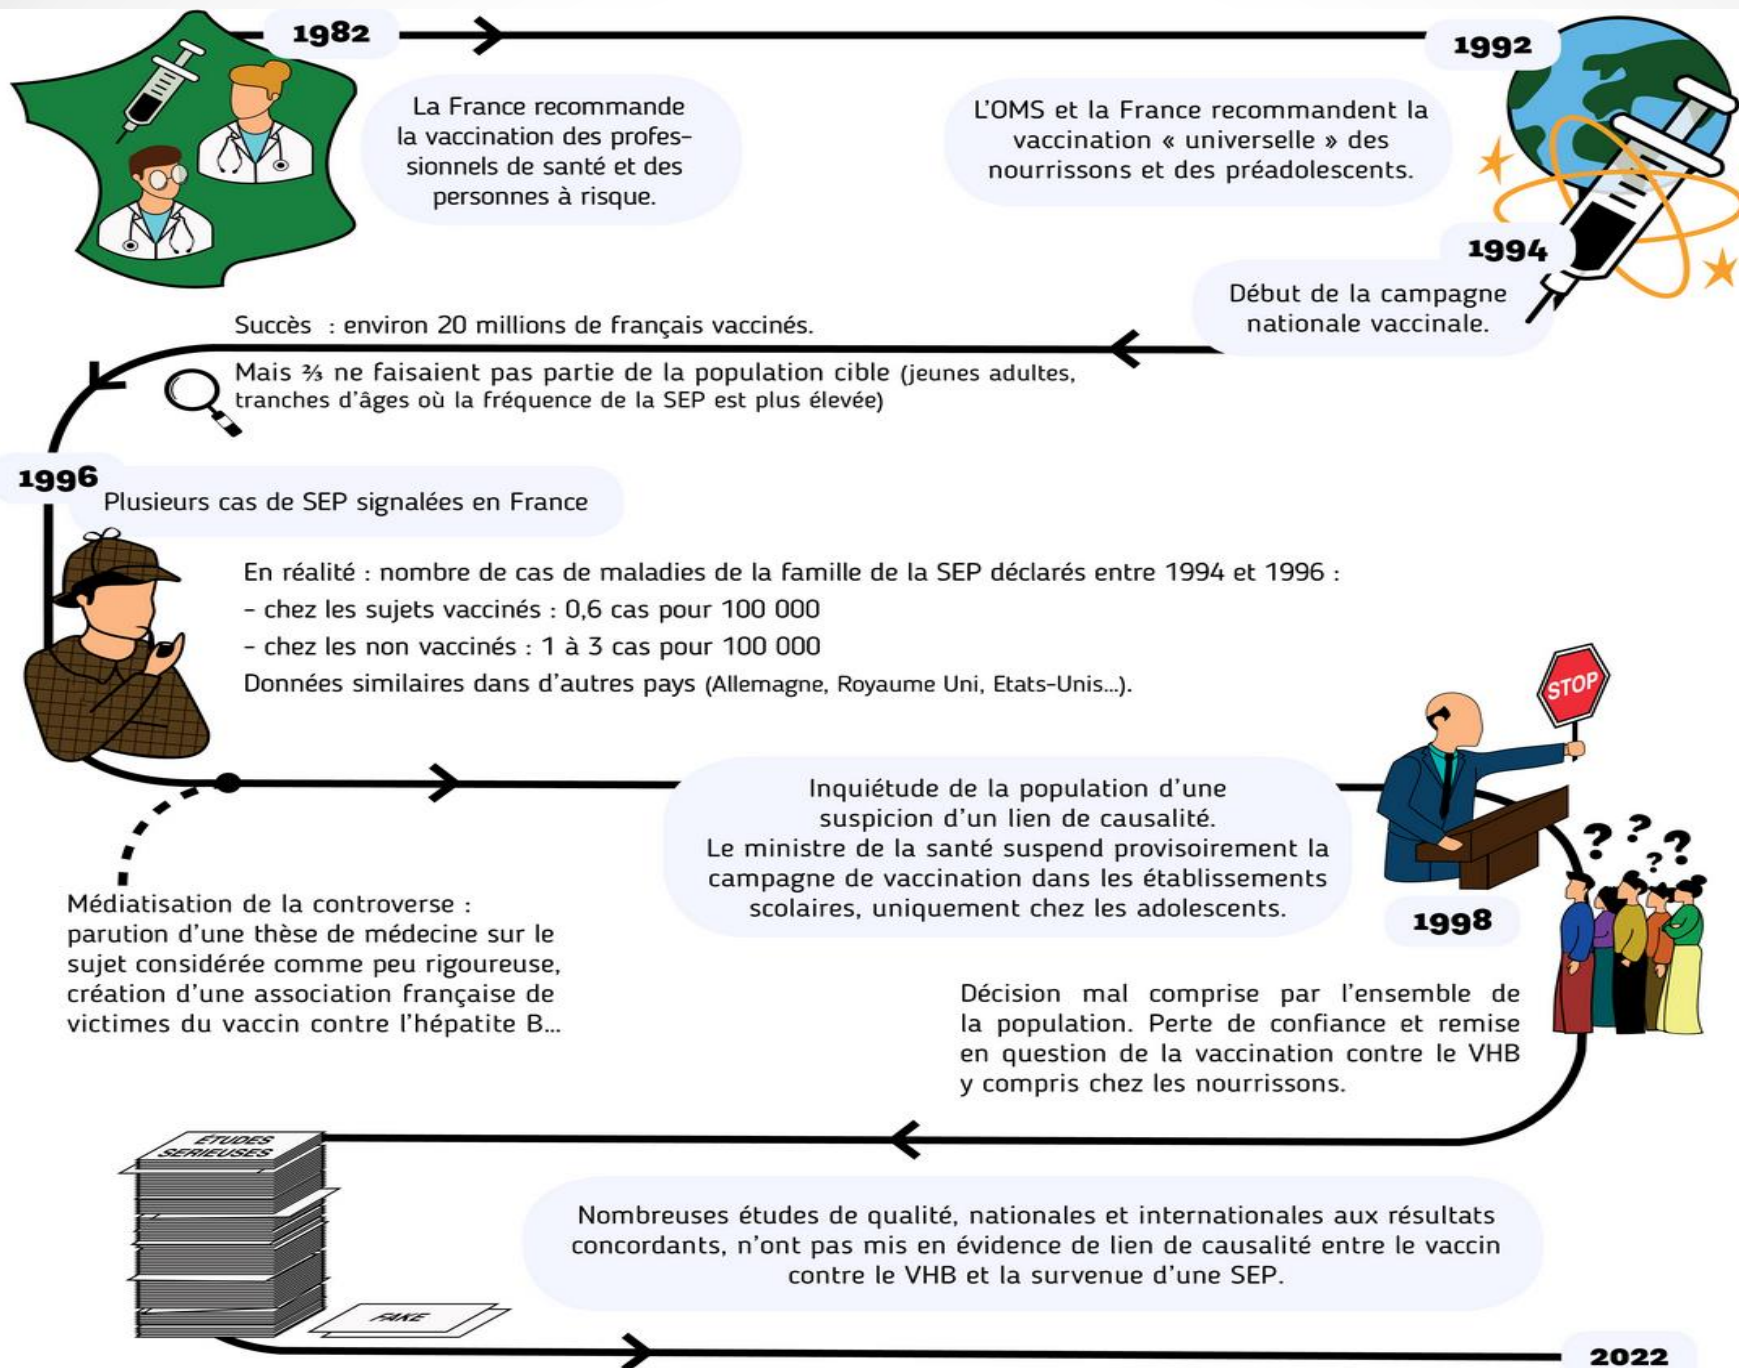 1982
La France recommande
la vaccination des profes-
sionnels de santé et des
personnes à risque.
1992
L'OMS et la France recommandent la
vaccination « universelle » des
nourrissons et des préadolescents.
1994
Début de la campagne
nationale vaccinale.
Succès : environ 20 millions de français vaccinés.
Mais ⅔ ne faisaient pas partie de la population cible (jeunes adultes,
tranches d'âges où la fréquence de la SEP est plus élevée)
1996
Plusieurs cas de SEP signalées en France
En réalité : nombre de cas de maladies de la famille de la SEP déclarés entre 1994 et 1996 :
- chez les sujets vaccinés : 0,6 cas pour 100 000
- chez les non vaccinés : 1 à 3 cas pour 100 000
Données similaires dans d'autres pays (Allemagne, Royaume Uni, Etats-Unis...).
STOP
Inquiétude de la population d'une
suspicion d'un lien de causalité.
Le ministre de la santé suspend provisoirement la
campagne de vaccination dans les établissements
scolaires, uniquement chez les adolescents.
? ? ? ?
1998
Médiatisation de la controverse :
parution d'une thèse de médecine sur le
sujet considérée comme peu rigoureuse,
création d'une association française de
victimes du vaccin contre l'hépatite B...
Décision mal comprise par l'ensemble de
la population. Perte de confiance et remise
en question de la vaccination contre le VHB
y compris chez les nourrissons.
ÉTUDES
SERIEUSES
Nombreuses études de qualité, nationales et internationales aux résultats
concordants, n'ont pas mis en évidence de lien de causalité entre le vaccin
contre le VHB et la survenue d'une SEP.
FAKE
2022